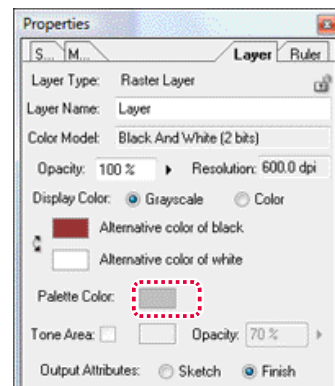 Properties
S... M... Layer Ruler
Layer Type: Raster Layer
Layer Name: Layer
Color Model: Black And White (2 bits)
Opacity: 100 % Resolution: 600.0 dpi
Display Color: Grayscale Color
Alternative color of black
Alternative color of white
Palette Color:
Tone Area: Opacity: 70 %
Output Attributes: Sketch Finish